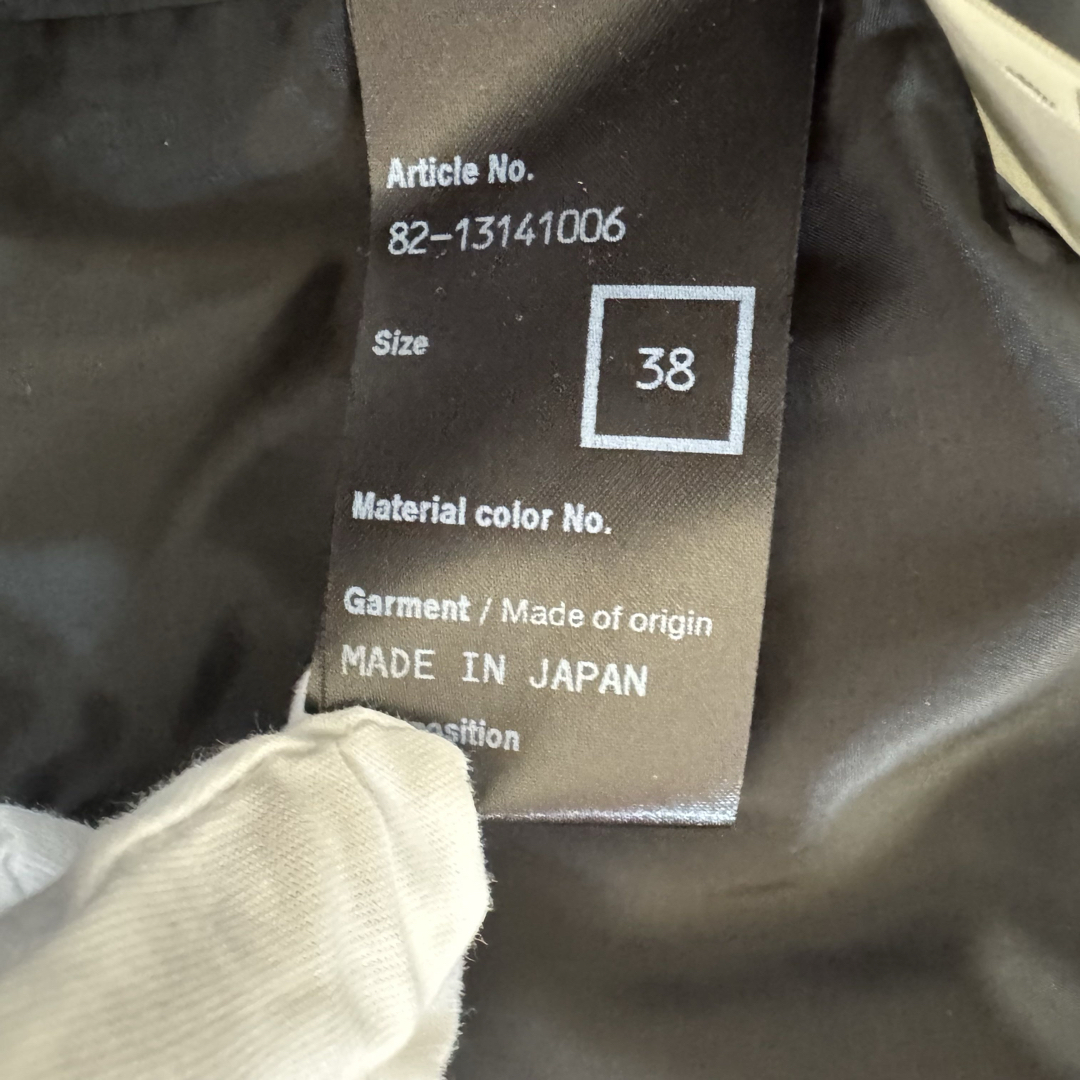 Article No.
82-13141006
Size
38
Material color No.
Garment / Made of origin
MADE IN JAPAN